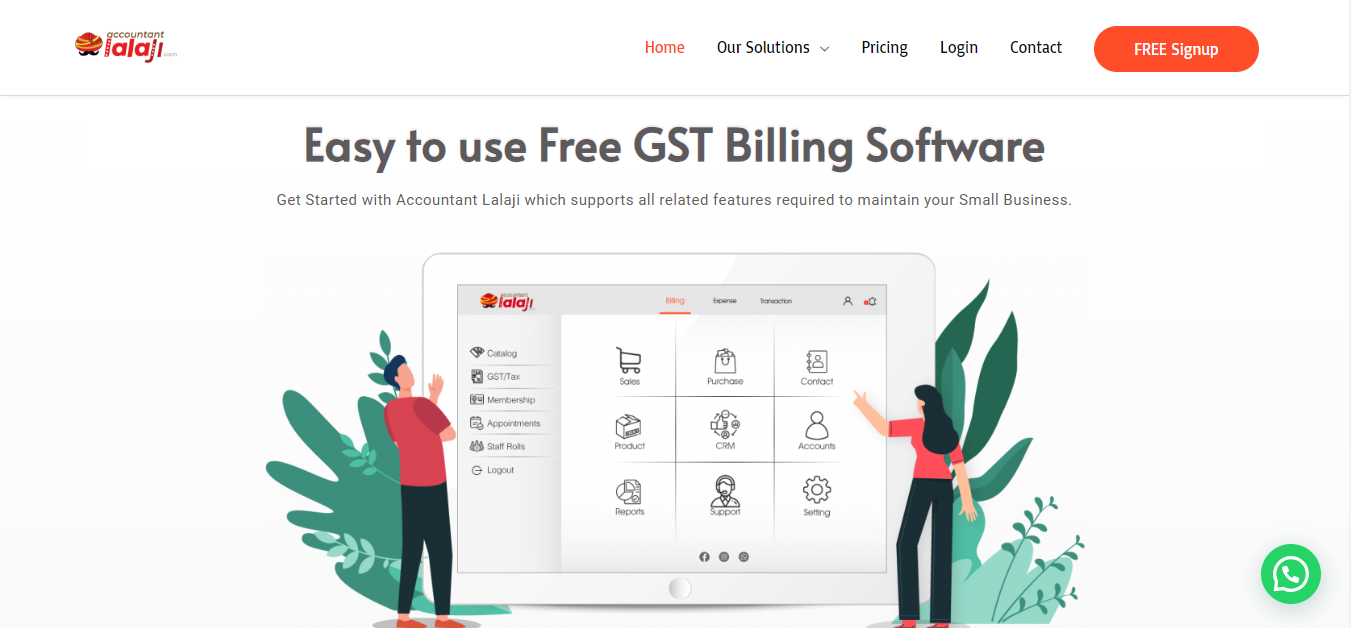 accountant
lalaji.com
Home Our Solutions Pricing Login Contact FREE Signup
Easy to use Free GST Billing Software
Get Started with Accountant Lalaji which supports all related features required to maintain your Small Business.
accountant
lalaji
Billing Expense Transaction
Catalog
GST/Tax
Membership
Appointments
Staff Rolls
Logout
Sales Purchase Contact
Product CRM Accounts
Reports Support Setting